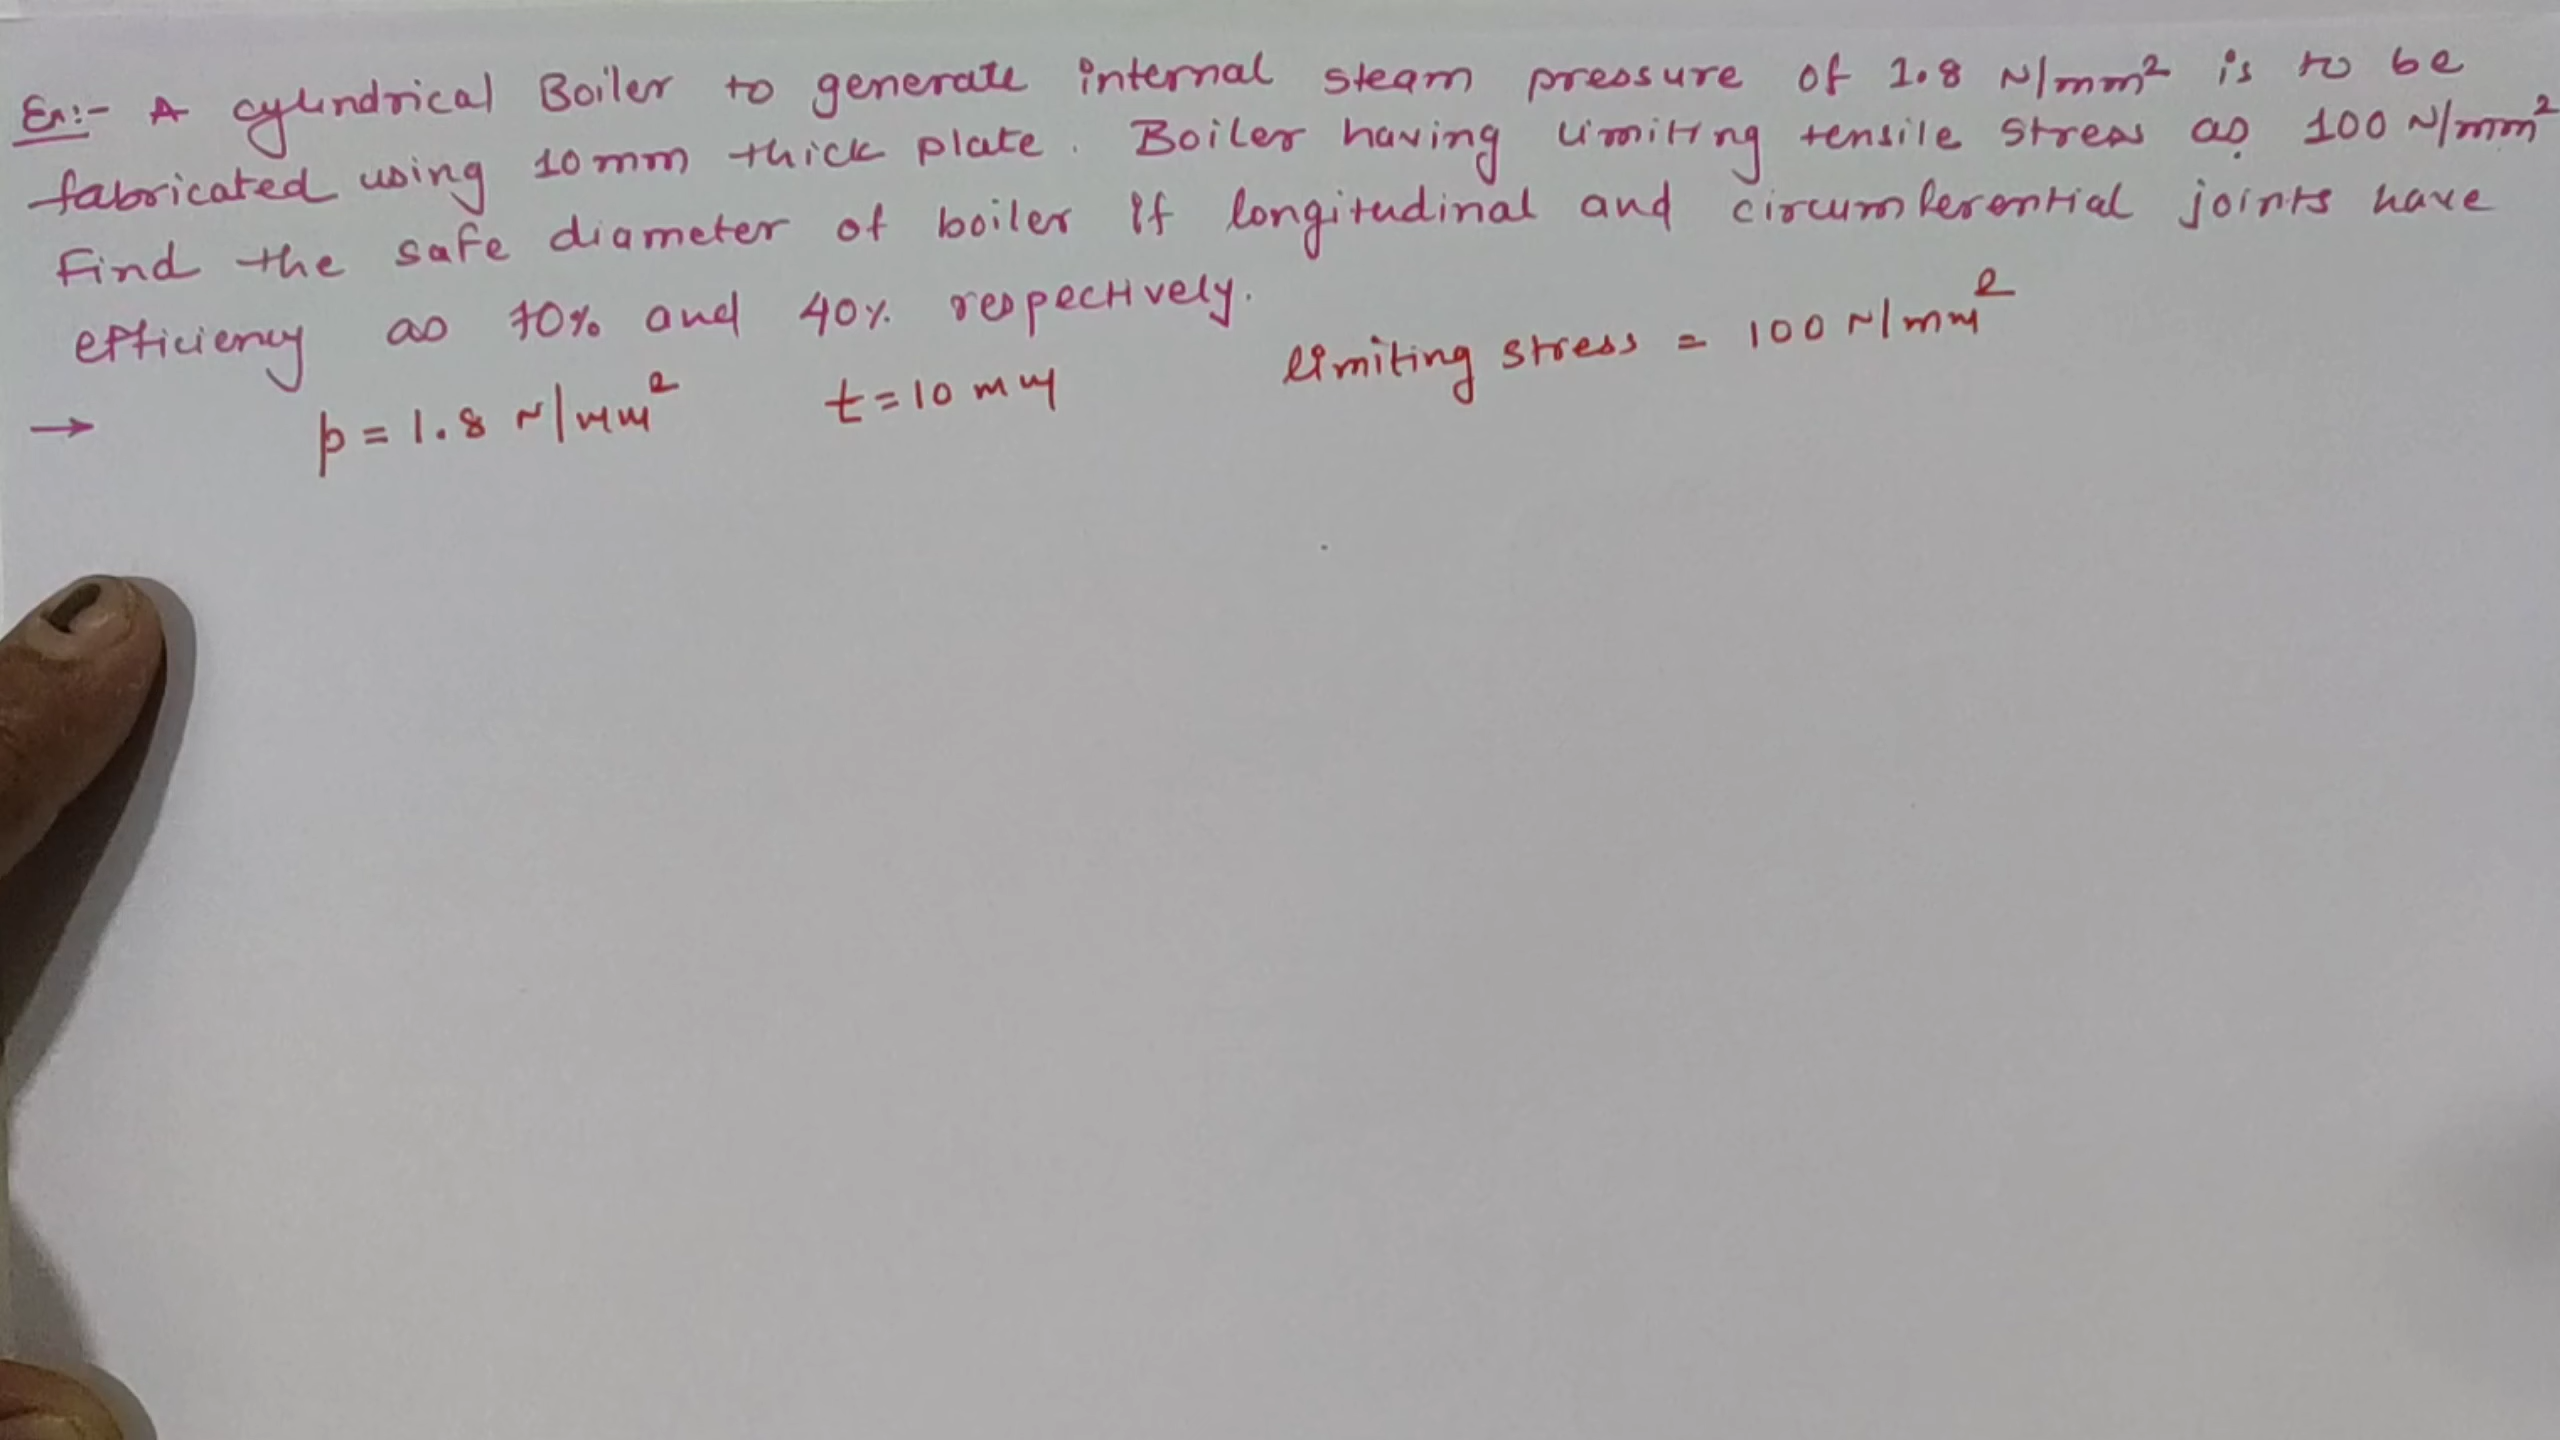 Ex:- A cylindrical Boiler to generate internal steam pressure of 1.8 N/mm² is to be
fabricated using 10mm thick plate. Boiler having limiting tensile stress as 100 N/mm²
Find the safe diameter of boiler if longitudinal and circumferential joints have
efficiency as 70% and 40% respectively.
→ p = 1.8 N/mm² t = 10 mm limiting stress = 100 N/mm²